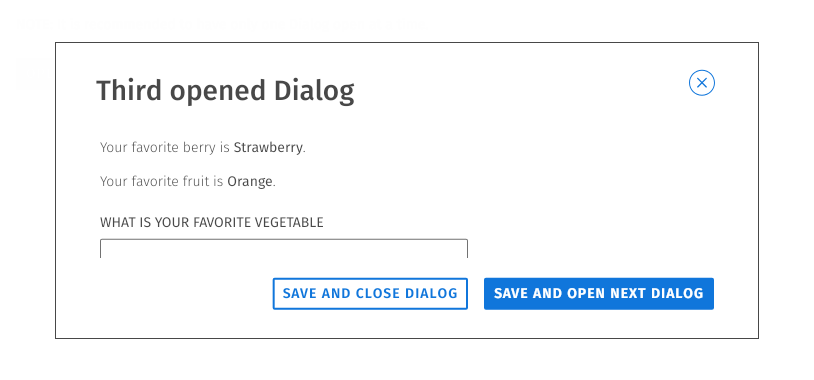 Third opened Dialog
Your favorite berry is Strawberry.
Your favorite fruit is Orange.
WHAT IS YOUR FAVORITE VEGETABLE
SAVE AND CLOSE DIALOG
SAVE AND OPEN NEXT DIALOG